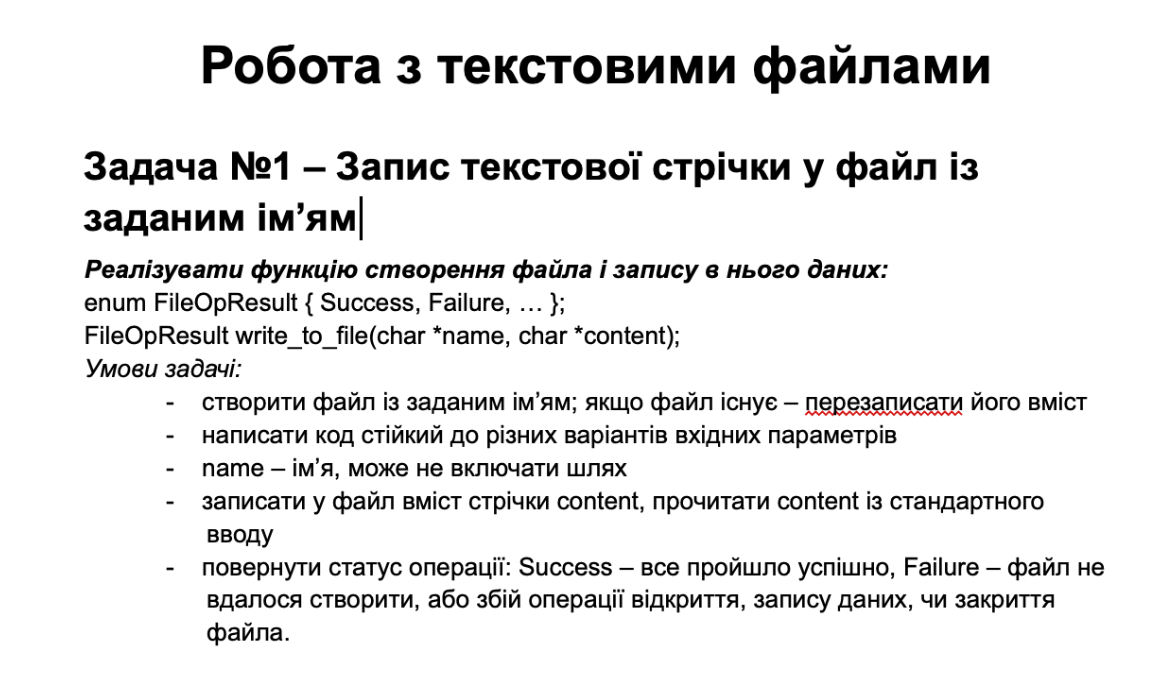 Робота з текстовими файлами
Задача №1 – Запис текстової стрічки у файл із
заданим ім’ям
Реалізувати функцію створення файла і запису в нього даних:
enum FileOpResult { Success, Failure, … };
FileOpResult write_to_file(char *name, char *content);
Умови задачі:
- створити файл із заданим ім’ям; якщо файл існує – перезаписати його вміст
- написати код стійкий до різних варіантів вхідних параметрів
- name – ім’я, може не включати шлях
- записати у файл вміст стрічки content, прочитати content із стандартного
вводу
- повернути статус операції: Success – все пройшло успішно, Failure – файл не
вдалося створити, або збій операції відкриття, запису даних, чи закриття
файла.